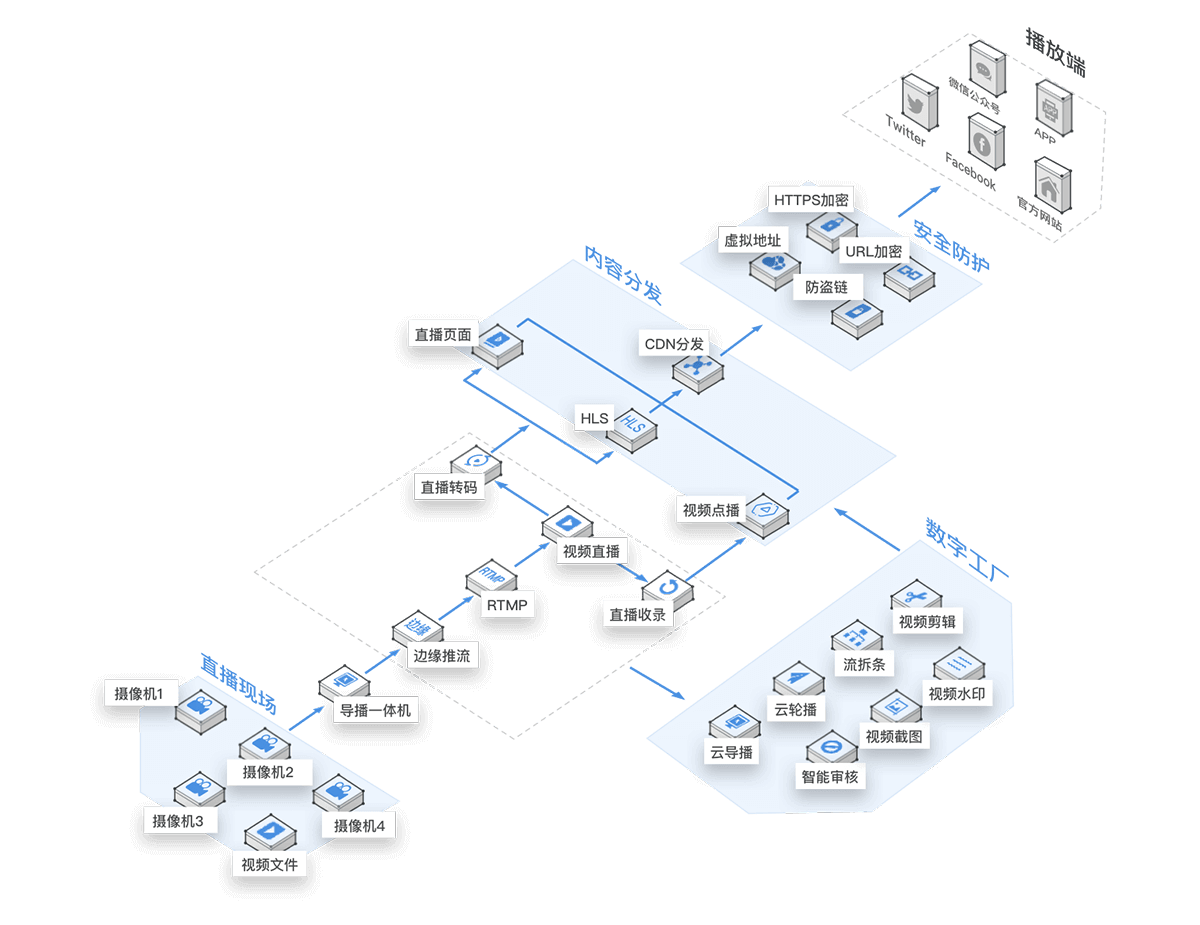 播放端
微信公众号
Twitter
APP
Facebook
官方网站
HTTPS加密
虚拟地址
URL加密
安全防护
防盗链
内容分发
直播页面
CDN分发
HLS
HLS
直播转码
视频点播
视频直播
RTMP
RTMP
直播收录
边缘
边缘推流
导播一体机
数字工厂
视频剪辑
流拆条
视频水印
云轮播
视频截图
云导播
智能审核
直播现场
摄像机1
摄像机2
摄像机3
摄像机4
视频文件